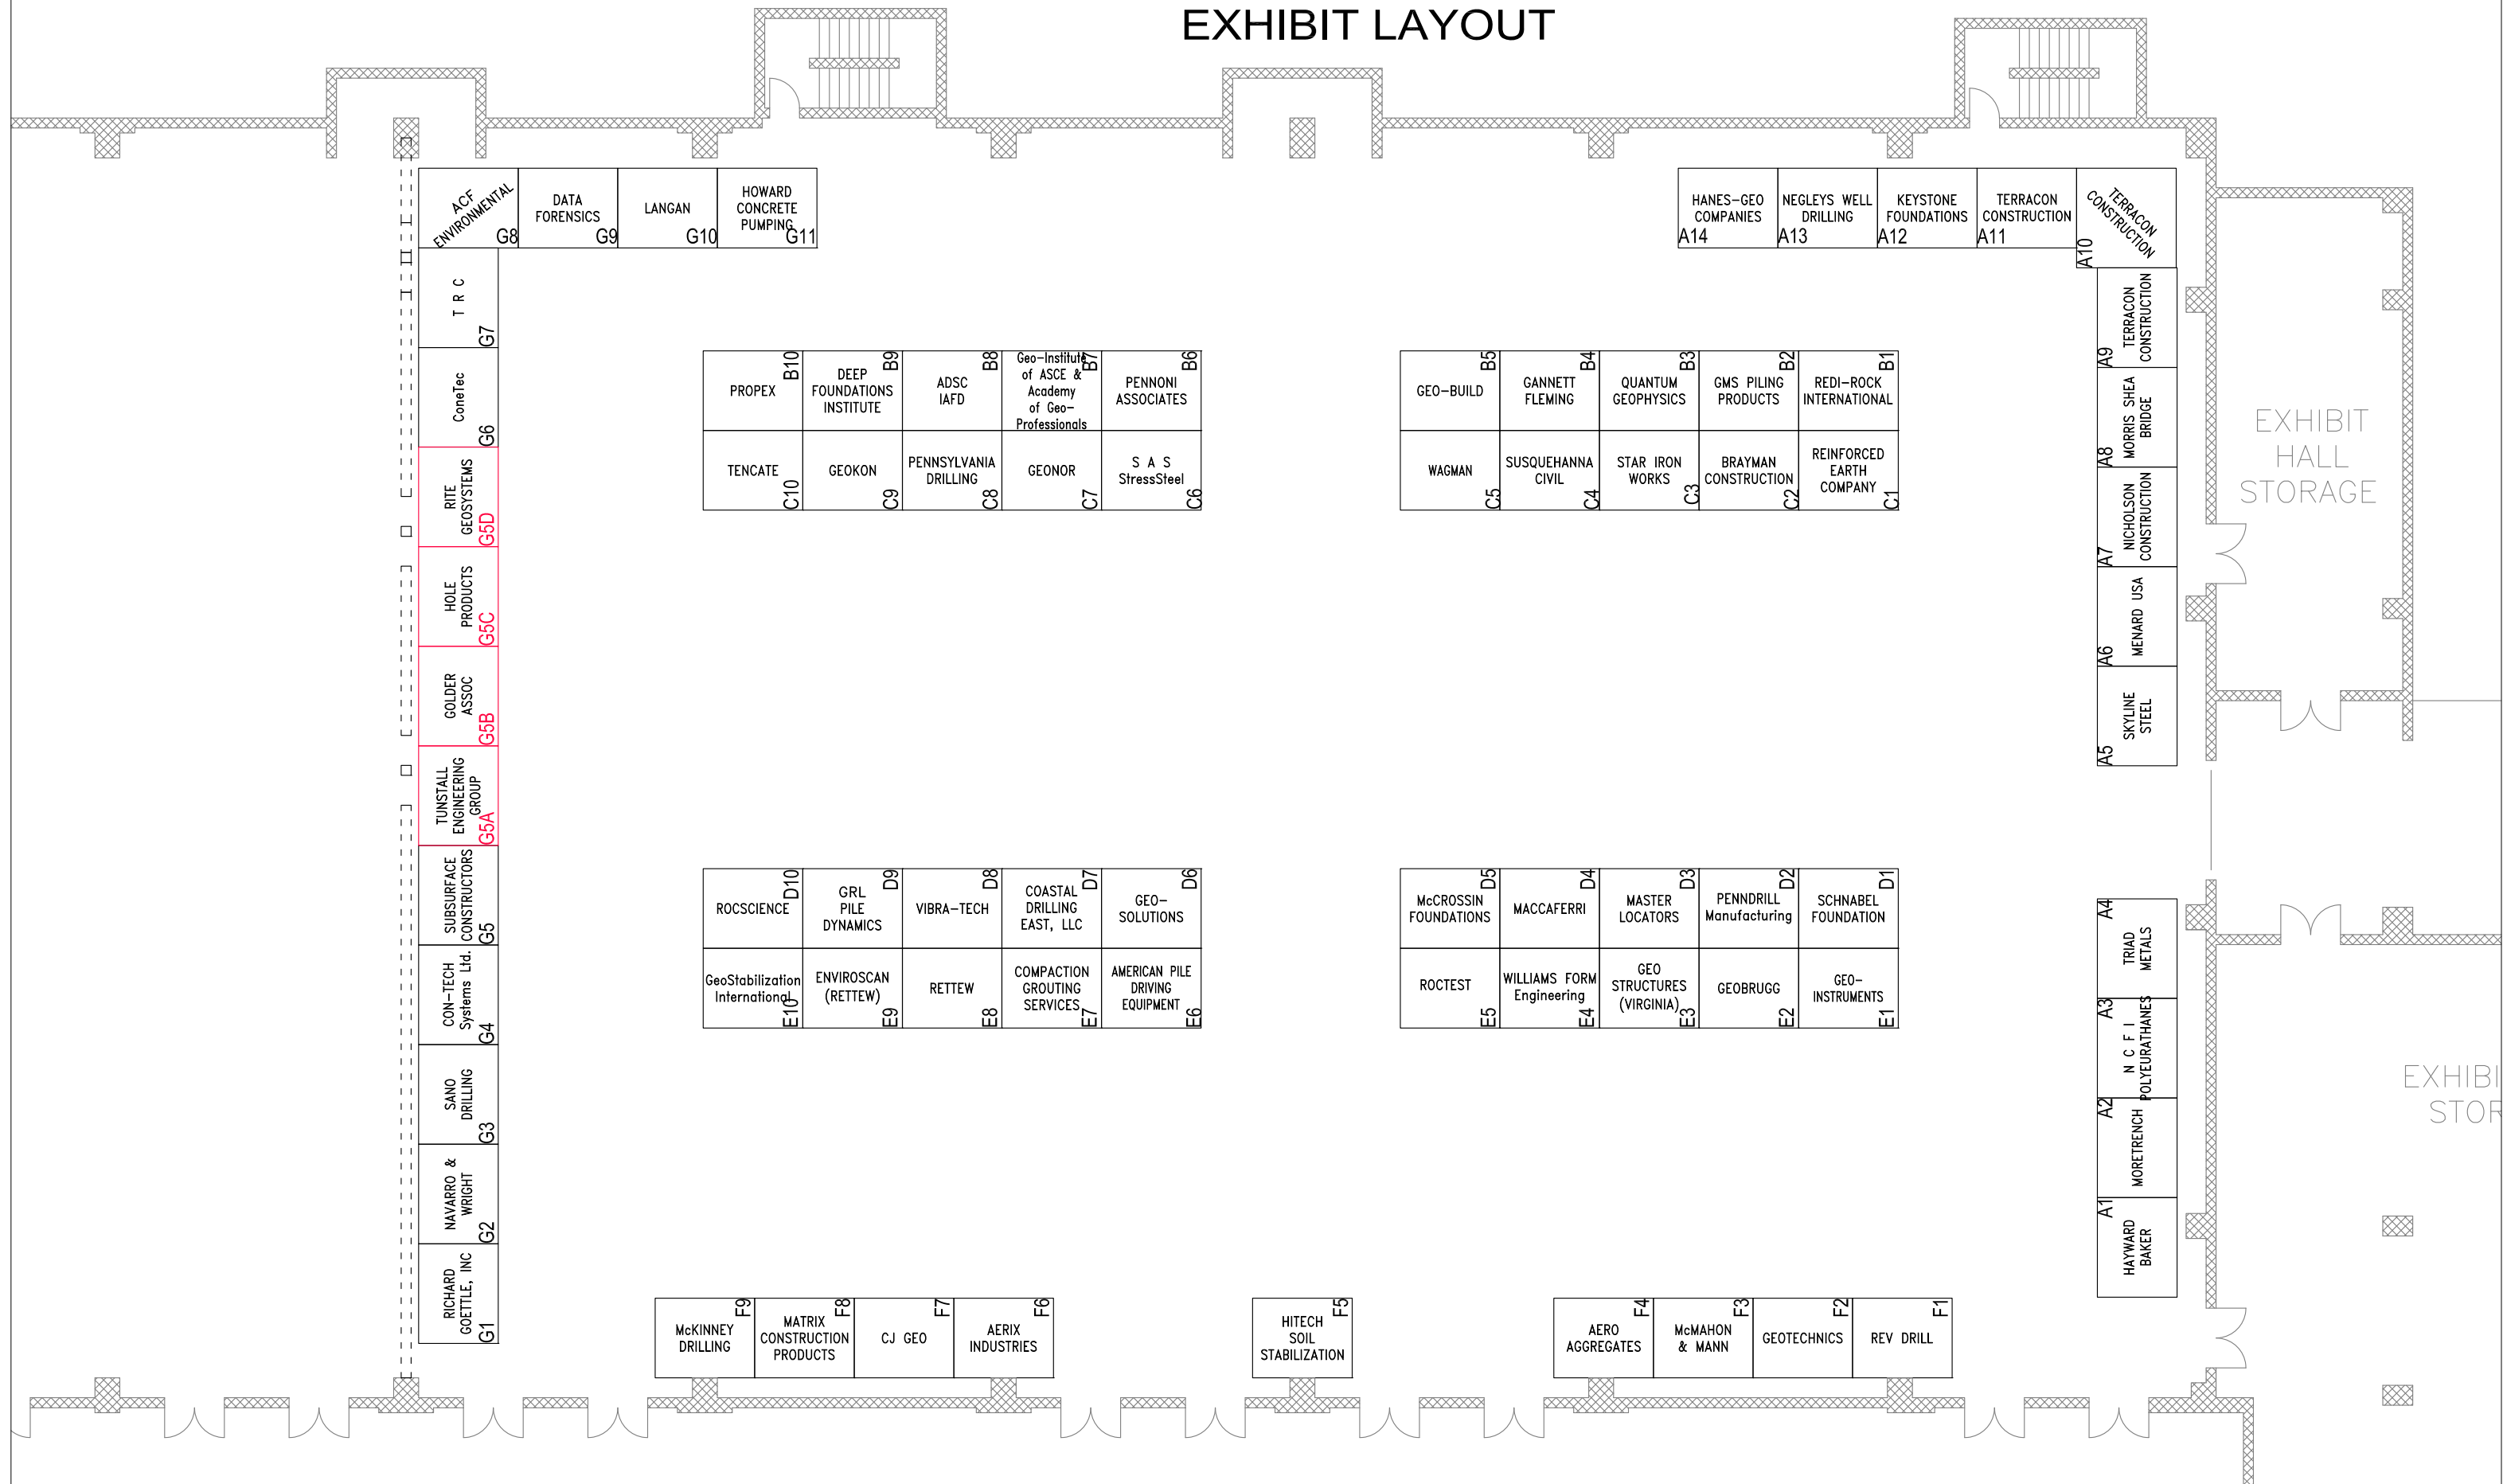 EXHIBIT LAYOUT
ACF
ENVIRONMENTAL
G8
DATA
FORENSICS
G9
LANGAN
G10
HOWARD
CONCRETE
PUMPING
G11
HANES-GEO
COMPANIES
A14
NEGLEYS WELL
DRILLING
A13
KEYSTONE
FOUNDATIONS
A12
TERRACON
CONSTRUCTION
A11
TERRACON
CONSTRUCTION
A10
T R C
G7
ConeTec
G6
RITE
GEOSYSTEMS
G5D
HOLE
PRODUCTS
G5C
GOLDER
ASSOC
G5B
TUNSTALL
ENGINEERING
GROUP
G5A
SUBSURFACE
CONSTRUCTORS
G5
CON-TECH
Systems Ltd.
G4
SANO
DRILLING
G3
NAVARRO &
WRIGHT
G2
RICHARD
GOETTLE, INC
G1
PROPEX
B10
DEEP
FOUNDATIONS
INSTITUTE
B9
ADSC
IAFD
B8
Geo-Institute
of ASCE &
Academy
of Geo-
Professionals
B7
PENNONI
ASSOCIATES
B6
TENCATE
C10
GEOKON
C9
PENNSYLVANIA
DRILLING
C8
GEONOR
C7
S A S
StressSteel
C6
GEO-BUILD
B5
GANNETT
FLEMING
B4
QUANTUM
GEOPHYSICS
B3
GMS PILING
PRODUCTS
B2
REDI-ROCK
INTERNATIONAL
B1
WAGMAN
C5
SUSQUEHANNA
CIVIL
C4
STAR IRON
WORKS
C3
BRAYMAN
CONSTRUCTION
C2
REINFORCED
EARTH
COMPANY
C1
TERRACON
CONSTRUCTION
A9
MORRIS SHEA
BRIDGE
A8
NICHOLSON
CONSTRUCTION
A7
MENARD USA
A6
SKYLINE
STEEL
A5
EXHIBIT
HALL
STORAGE
ROCSCIENCE
D10
GRL
PILE
DYNAMICS
D9
VIBRA-TECH
D8
COASTAL
DRILLING
EAST, LLC
D7
GEO-
SOLUTIONS
D6
GeoStabilization
International
E10
ENVIROSCAN
(RETTEW)
E9
RETTEW
E8
COMPACTION
GROUTING
SERVICES
E7
AMERICAN PILE
DRIVING
EQUIPMENT
E6
McCROSSIN
FOUNDATIONS
D5
MACCAFERRI
D4
MASTER
LOCATORS
D3
PENNDRILL
Manufacturing
D2
SCHNABEL
FOUNDATION
D1
ROCTEST
E5
WILLIAMS FORM
Engineering
E4
GEO
STRUCTURES
(VIRGINIA)
E3
GEOBRUGG
E2
GEO-
INSTRUMENTS
E1
A4
TRIAD
METALS
A3
N C F I
POLYEURATHANES
A2
MORETRENCH
A1
HAYWARD
BAKER
EXHIBI
STOR
McKINNEY
DRILLING
F9
MATRIX
CONSTRUCTION
PRODUCTS
F8
CJ GEO
F7
AERIX
INDUSTRIES
F6
HITECH
SOIL
STABILIZATION
F5
AERO
AGGREGATES
F4
McMAHON
& MANN
F3
GEOTECHNICS
F2
REV DRILL
F1